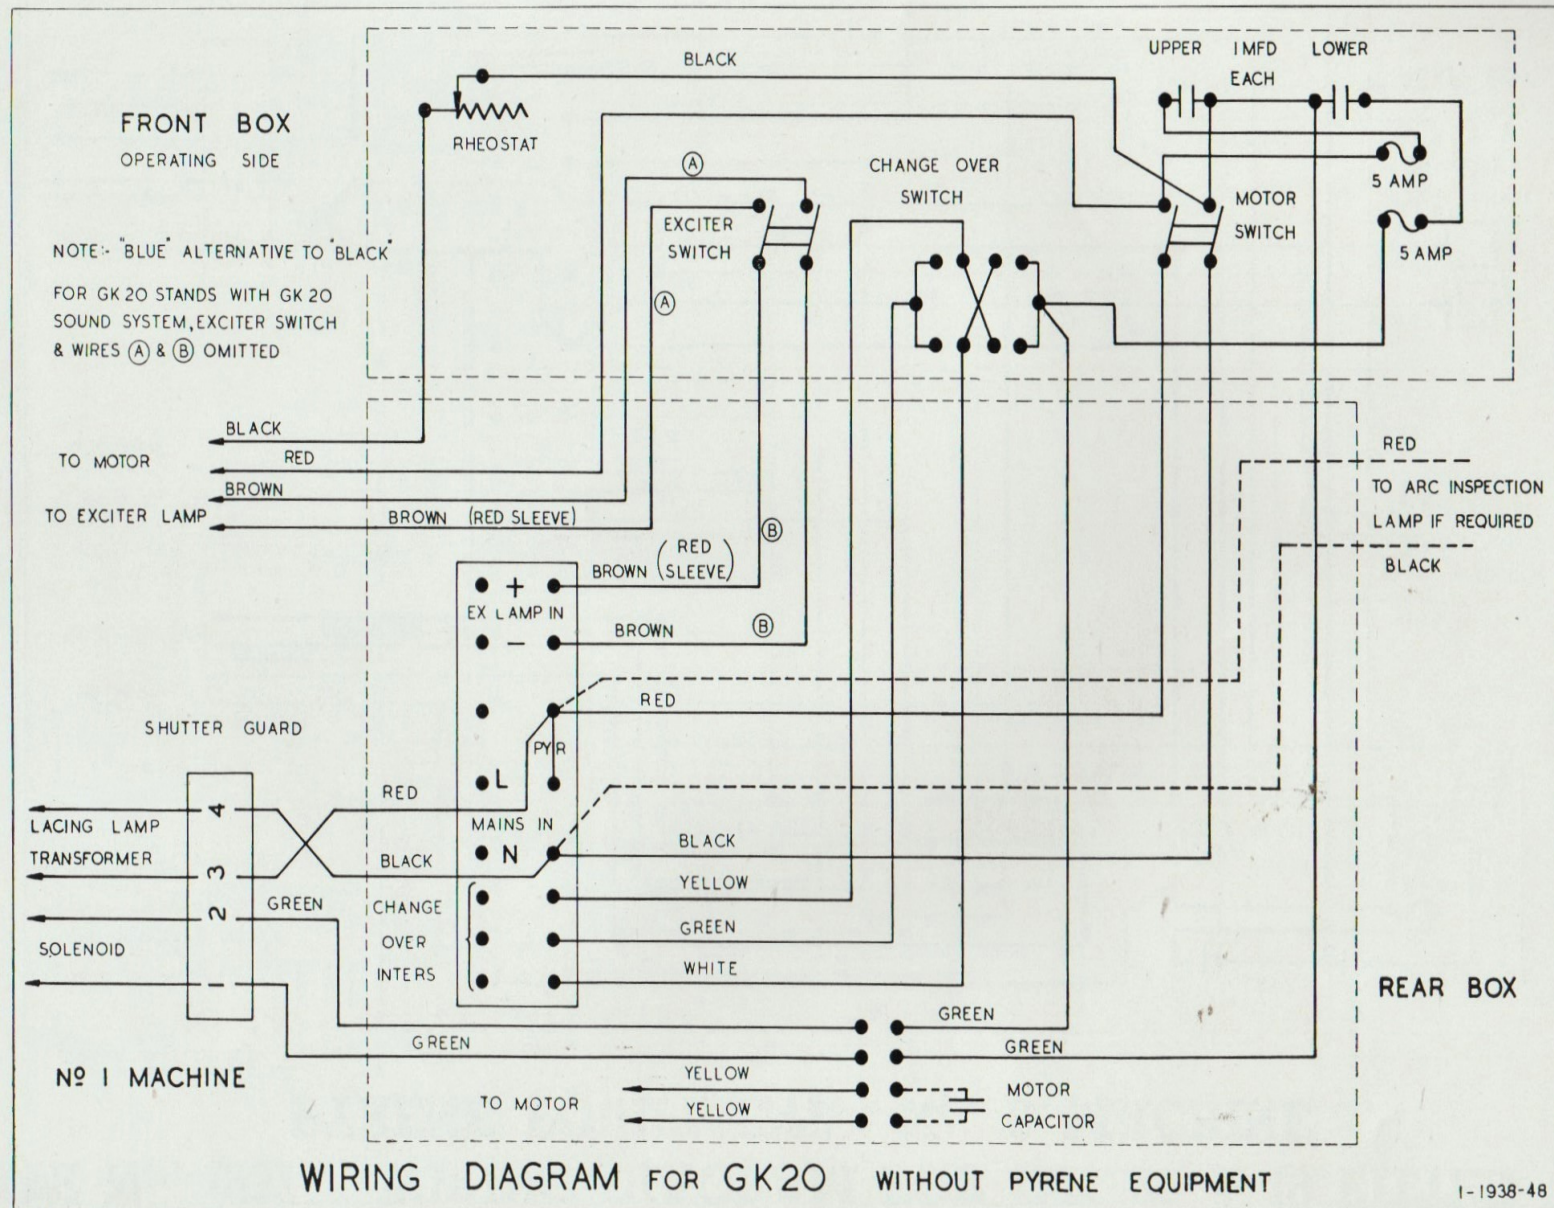 FRONT BOX
OPERATING SIDE
BLACK
RHEOSTAT
UPPER 1 MFD LOWER
EACH
5 AMP
5 AMP
CHANGE OVER
SWITCH
MOTOR
SWITCH
A
EXCITER
SWITCH
A
NOTE:- "BLUE" ALTERNATIVE TO "BLACK"
FOR GK 20 STANDS WITH GK 20
SOUND SYSTEM, EXCITER SWITCH
& WIRES A & B OMITTED
BLACK
TO MOTOR
RED
BROWN
TO EXCITER LAMP
BROWN (RED SLEEVE)
RED
TO ARC INSPECTION
LAMP IF REQUIRED
BLACK
B
BROWN (RED SLEEVE)
+
EX LAMP IN
BROWN B
–
RED
PYR
L
MAINS IN
N
BLACK
YELLOW
GREEN
WHITE
CHANGE
OVER
INTERS
SHUTTER GUARD
RED
4
LACING LAMP
TRANSFORMER
3
BLACK
2
GREEN
SOLENOID
1
GREEN
GREEN
GREEN
REAR BOX
Nº 1 MACHINE
YELLOW
TO MOTOR
YELLOW
MOTOR
CAPACITOR
WIRING DIAGRAM FOR GK20 WITHOUT PYRENE EQUIPMENT
1-1938-48